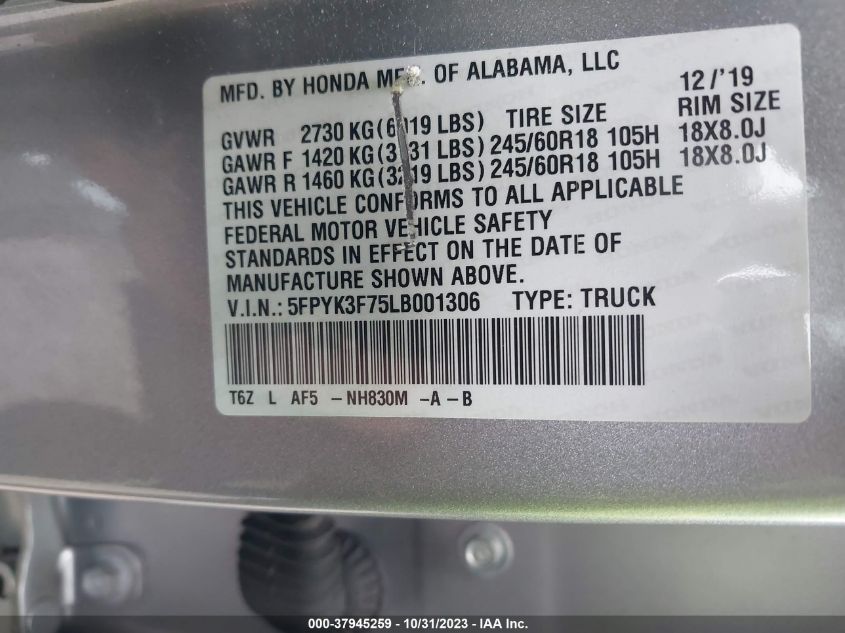 MFD. BY HONDA OF ALABAMA, LLC 12/'19
GVWR 2730 KG LBS) TIRE SIZE RIM SIZE
GAWR F 1420 KG LBS) 245/60R18 105H 18X8.0J
GAWR R 1460 KG LBS) 245/60R18 105H 18X8.0J
THIS VEHICLE CONFORMS TO ALL APPLICABLE
FEDERAL MOTOR VEHICLE SAFETY
STANDARDS IN EFFECT ON THE DATE OF
MANUFACTURE SHOWN ABOVE.
V.I.N.: 5FPYK3F75LB001306 TYPE: TRUCK
T6Z L AF5 -NH830M -A-B
000-37945259 - 10/31/2023 - IAA Inc.